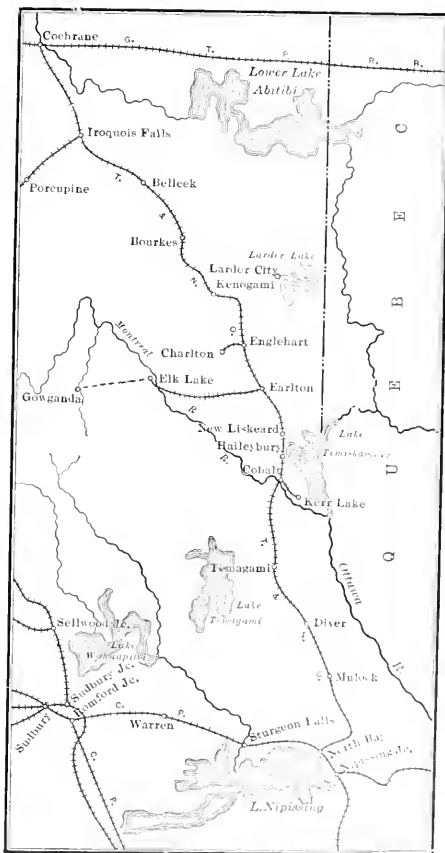 Cochrane
G. T. P. R. R.
Lower Lake
Abitibi
Iroquois Falls
Porcupine
T. & N. O.
Belleek
Bourkes
Larder Lake
Larder City
Kenogami
Charlton
Englehart
Montreal R.
Elk Lake
Earlton
Gowganda
New Liskeard
Haileybury
Cobalt
Lake
Kerr Lake
QUEBEC
T. &
Temagami
Lake
Temagami
Ottawa R.
Diver
Mulock
Sellwood Jc.
Lake
Sudbury Jc.
Romford Jc.
Sudbury
C. P.
Warren
Sturgeon Falls
North Bay
Nipissing Jc.
C. P.
L. Nipissing